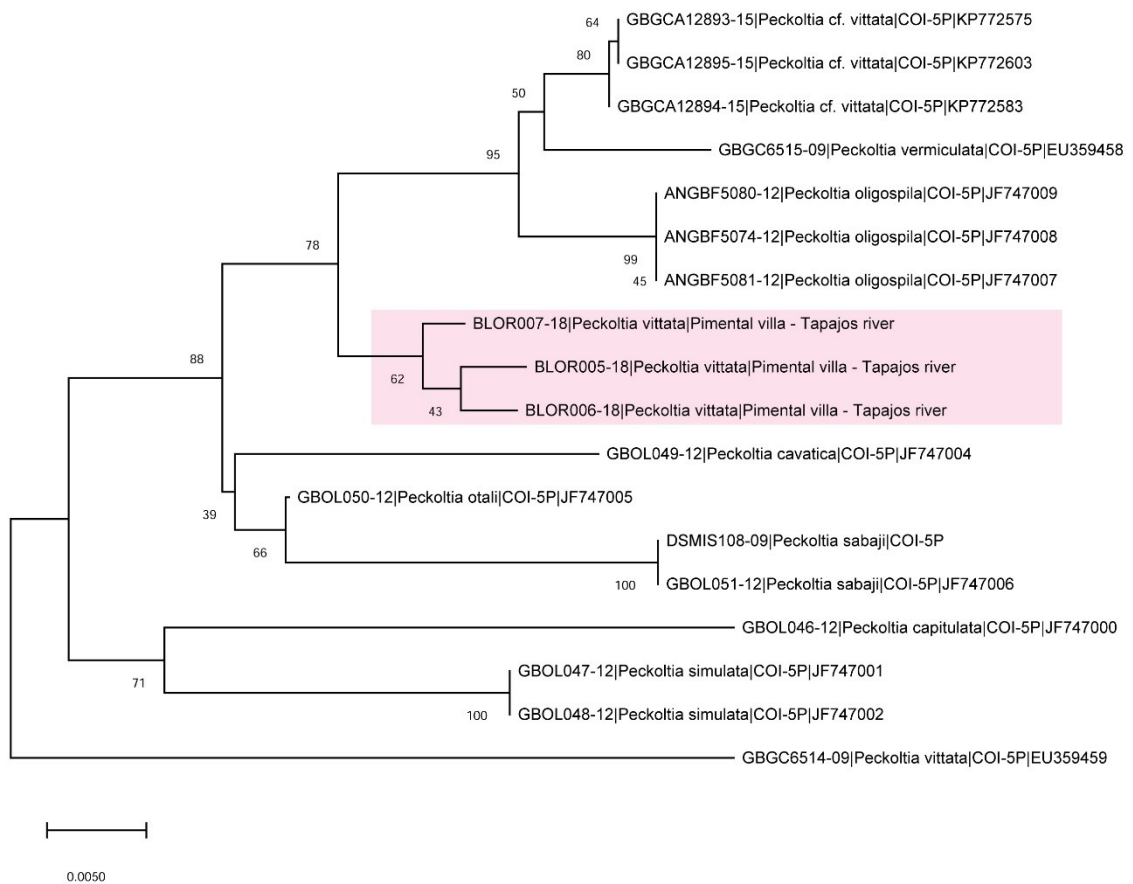 64
GBGCA12893-15|Peckoltia cf. vittata|COI-5P|KP772575
80
GBGCA12895-15|Peckoltia cf. vittata|COI-5P|KP772603
50
GBGCA12894-15|Peckoltia cf. vittata|COI-5P|KP772583
95
GBGC6515-09|Peckoltia vermiculata|COI-5P|EU359458
ANGBF5080-12|Peckoltia oligospila|COI-5P|JF747009
78
ANGBF5074-12|Peckoltia oligospila|COI-5P|JF747008
99
45
ANGBF5081-12|Peckoltia oligospila|COI-5P|JF747007
BLOR007-18|Peckoltia vittata|Pimental villa - Tapajos river
88
BLOR005-18|Peckoltia vittata|Pimental villa - Tapajos river
62
43
BLOR006-18|Peckoltia vittata|Pimental villa - Tapajos river
GBOL049-12|Peckoltia cavatica|COI-5P|JF747004
GBOL050-12|Peckoltia otali|COI-5P|JF747005
39
DSMIS108-09|Peckoltia sabaji|COI-5P
66
100
GBOL051-12|Peckoltia sabaji|COI-5P|JF747006
GBOL046-12|Peckoltia capitulata|COI-5P|JF747000
GBOL047-12|Peckoltia simulata|COI-5P|JF747001
71
100
GBOL048-12|Peckoltia simulata|COI-5P|JF747002
GBGC6514-09|Peckoltia vittata|COI-5P|EU359459
0.0050